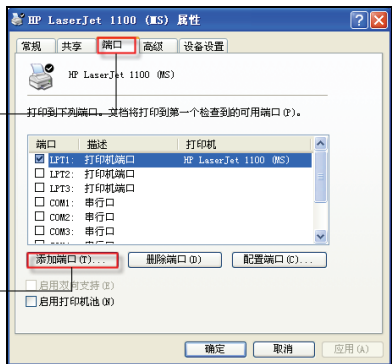 HP LaserJet 1100 (MS) 属性
常规 共享 端口 高级 设备设置
HP LaserJet 1100 (MS)
打印到下列端口。文档将打印到第一个检查到的可用端口(P)。
端口 描述 打印机
LPT1: 打印机端口 HP LaserJet 1100 (MS)
LPT2: 打印机端口
LPT3: 打印机端口
COM1: 串行口
COM2: 串行口
COM3: 串行口
添加端口(T)... 删除端口(D) 配置端口(C)...
启用双向支持(E)
启用打印机池(N)
确定 取消 应用(A)